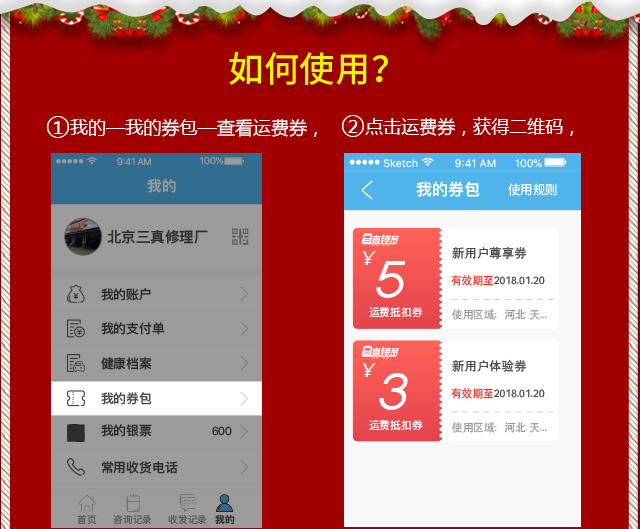 如何使用?
①我的—我的券包—查看运费券，
9:41 AM
100%
我的
北京三真修理厂
我的账户
我的支付单
健康档案
我的券包
我的银票 600
常用收货电话
首页 咨询记录 收发记录 我的
②点击运费券，获得二维码，
Sketch 9:41 AM 100%
我的券包 使用规则
¥5
运费抵扣券
新用户尊享券
有效期至2018.01.20
使用区域: 河北 天...
¥3
运费抵扣券
新用户体验券
有效期至2018.01.20
使用区域: 河北 天...